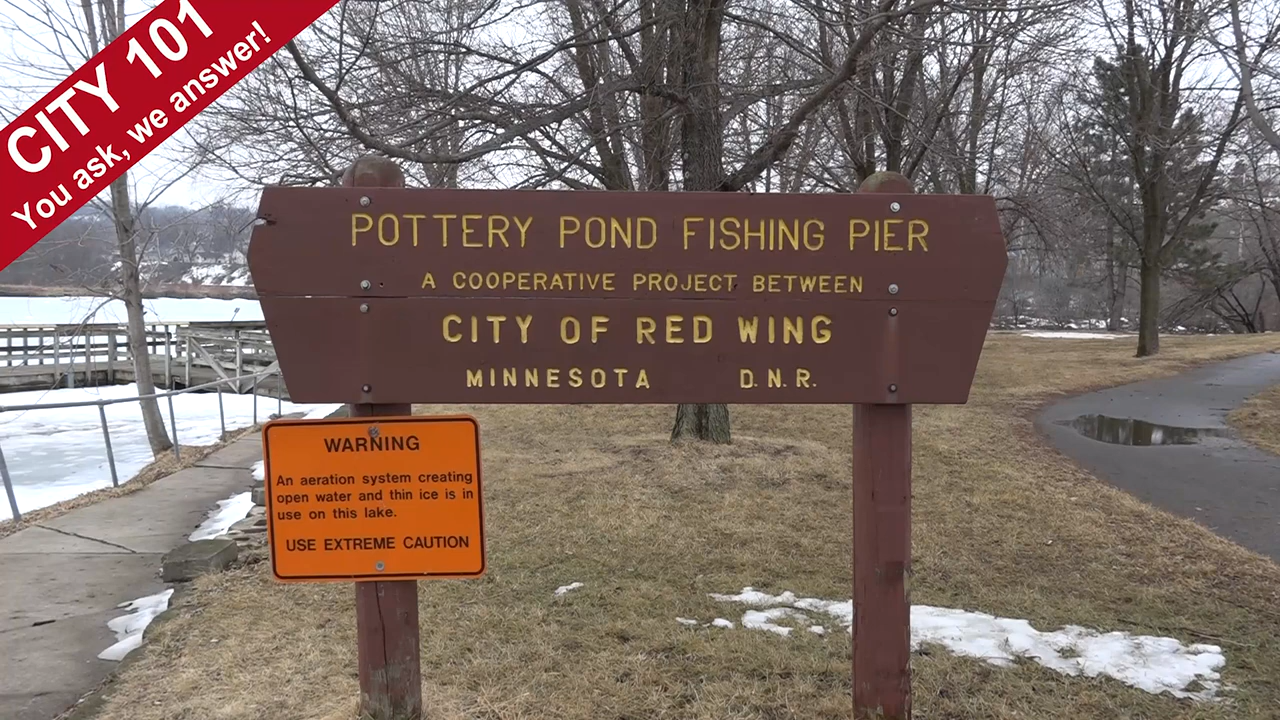 CITY 101
You ask, we answer!
POTTERY POND FISHING PIER
A COOPERATIVE PROJECT BETWEEN
CITY OF RED WING
MINNESOTA D.N.R.
WARNING
An aeration system creating
open water and thin ice is in
use on this lake.
USE EXTREME CAUTION